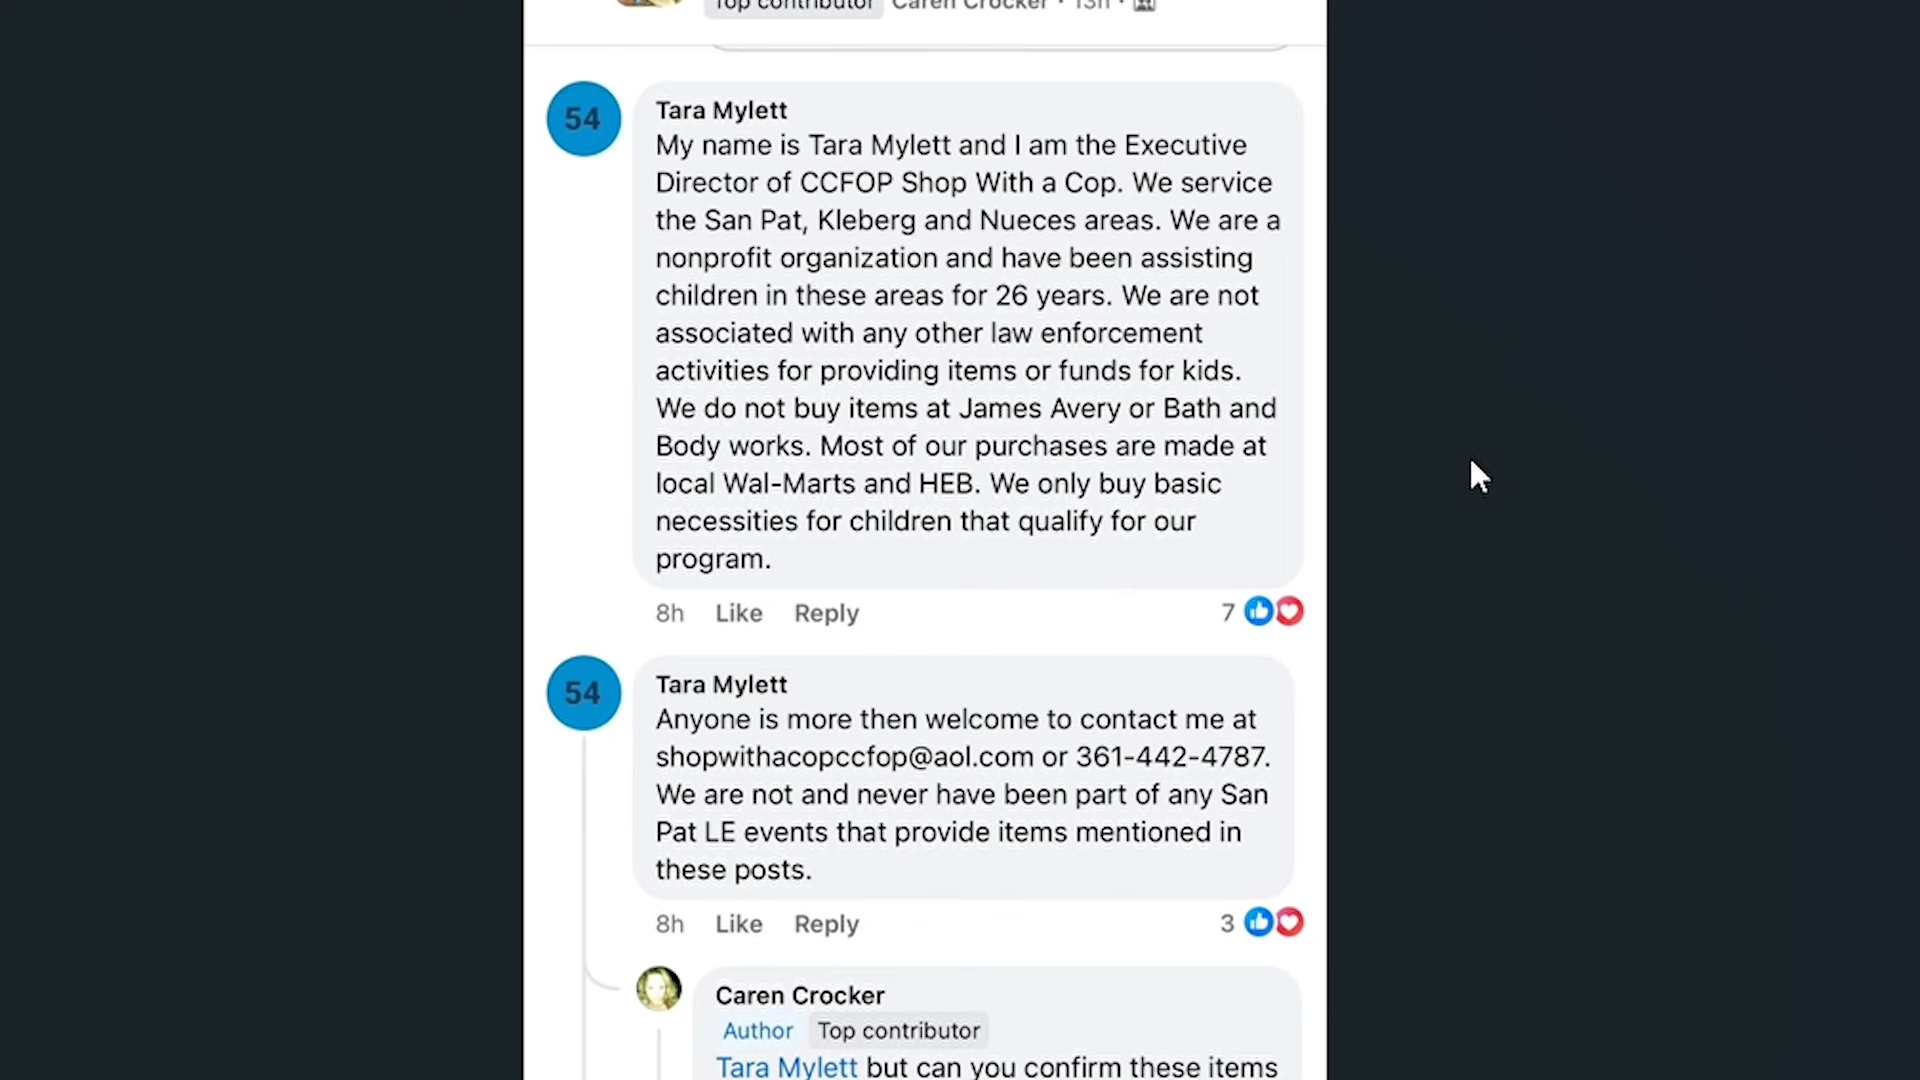 Top contributor Caren Crocker · 13h ·
54
Tara Mylett
My name is Tara Mylett and I am the Executive
Director of CCFOP Shop With a Cop. We service
the San Pat, Kleberg and Nueces areas. We are a
nonprofit organization and have been assisting
children in these areas for 26 years. We are not
associated with any other law enforcement
activities for providing items or funds for kids.
We do not buy items at James Avery or Bath and
Body works. Most of our purchases are made at
local Wal-Marts and HEB. We only buy basic
necessities for children that qualify for our
program.
8h Like Reply 7
54
Tara Mylett
Anyone is more then welcome to contact me at
shopwithacopccfop@aol.com or 361-442-4787.
We are not and never have been part of any San
Pat LE events that provide items mentioned in
these posts.
8h Like Reply 3
Caren Crocker
Author Top contributor
Tara Mylett but can you confirm these items